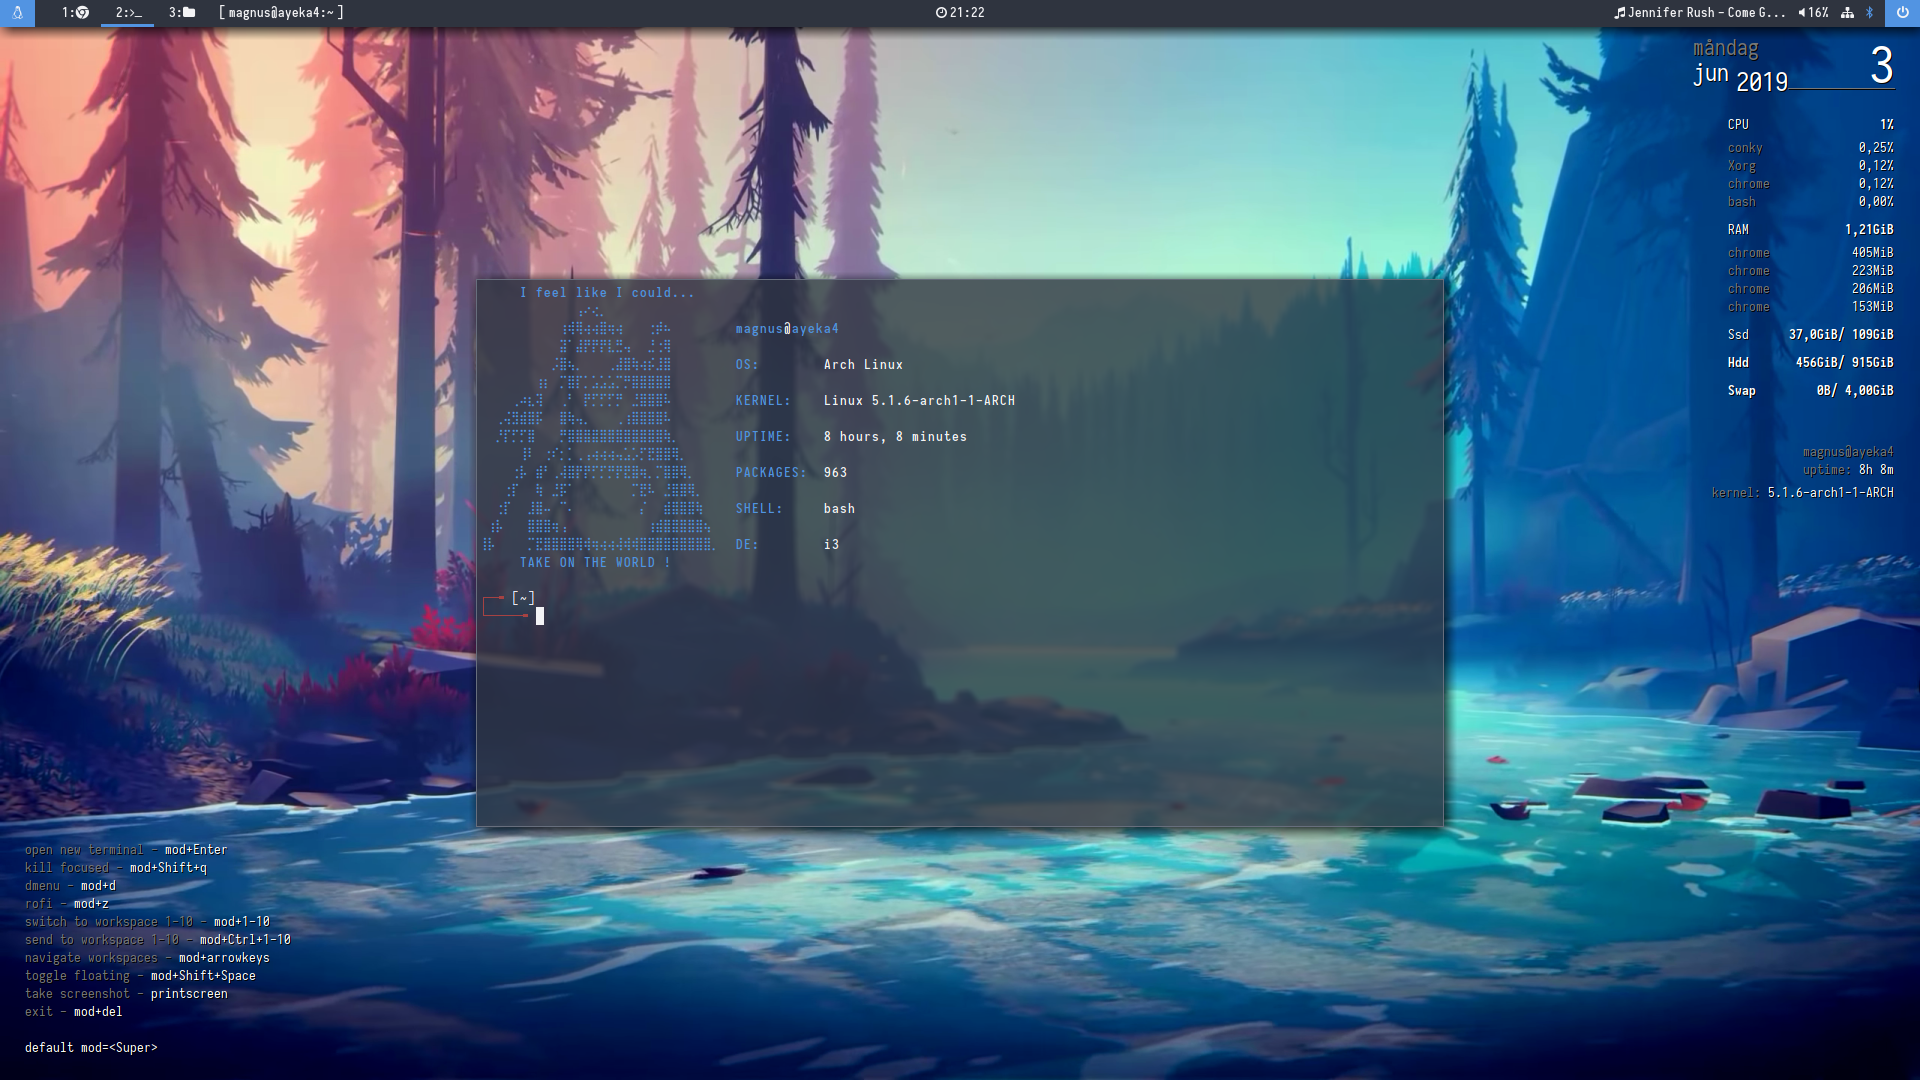 1: 2:>_ 3: [ magnus@ayeka4:~ ] 21:22 Jennifer Rush - Come G... 16%
måndag
jun 2019 3
CPU 1%
conky 0,25%
Xorg 0,12%
chrome 0,12%
bash 0,00%
RAM 1,21GiB
chrome 405MiB
chrome 223MiB
chrome 206MiB
chrome 153MiB
Ssd 37,0GiB/ 109GiB
Hdd 456GiB/ 915GiB
Swap 0B/ 4,00GiB
magnus@ayeka4
uptime: 8h 8m
kernel: 5.1.6-arch1-1-ARCH
I feel like I could...
magnus@ayeka4
OS: Arch Linux
KERNEL: Linux 5.1.6-arch1-1-ARCH
UPTIME: 8 hours, 8 minutes
PACKAGES: 963
SHELL: bash
DE: i3
TAKE ON THE WORLD !
[~]
open new terminal - mod+Enter
kill focused - mod+Shift+q
dmenu - mod+d
rofi - mod+z
switch to workspace 1-10 - mod+1-10
send to workspace 1-10 - mod+Ctrl+1-10
navigate workspaces - mod+arrowkeys
toggle floating - mod+Shift+Space
take screenshot - printscreen
exit - mod+del
default mod=<Super>